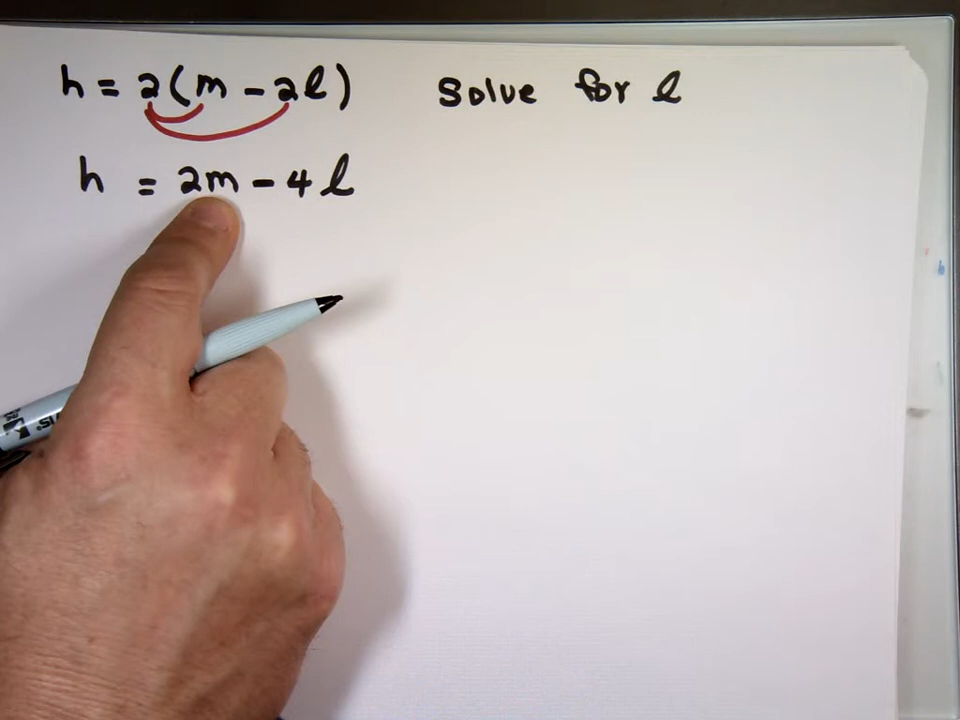 h = 2(m - 2l) Solve for l
h = 2m - 4l